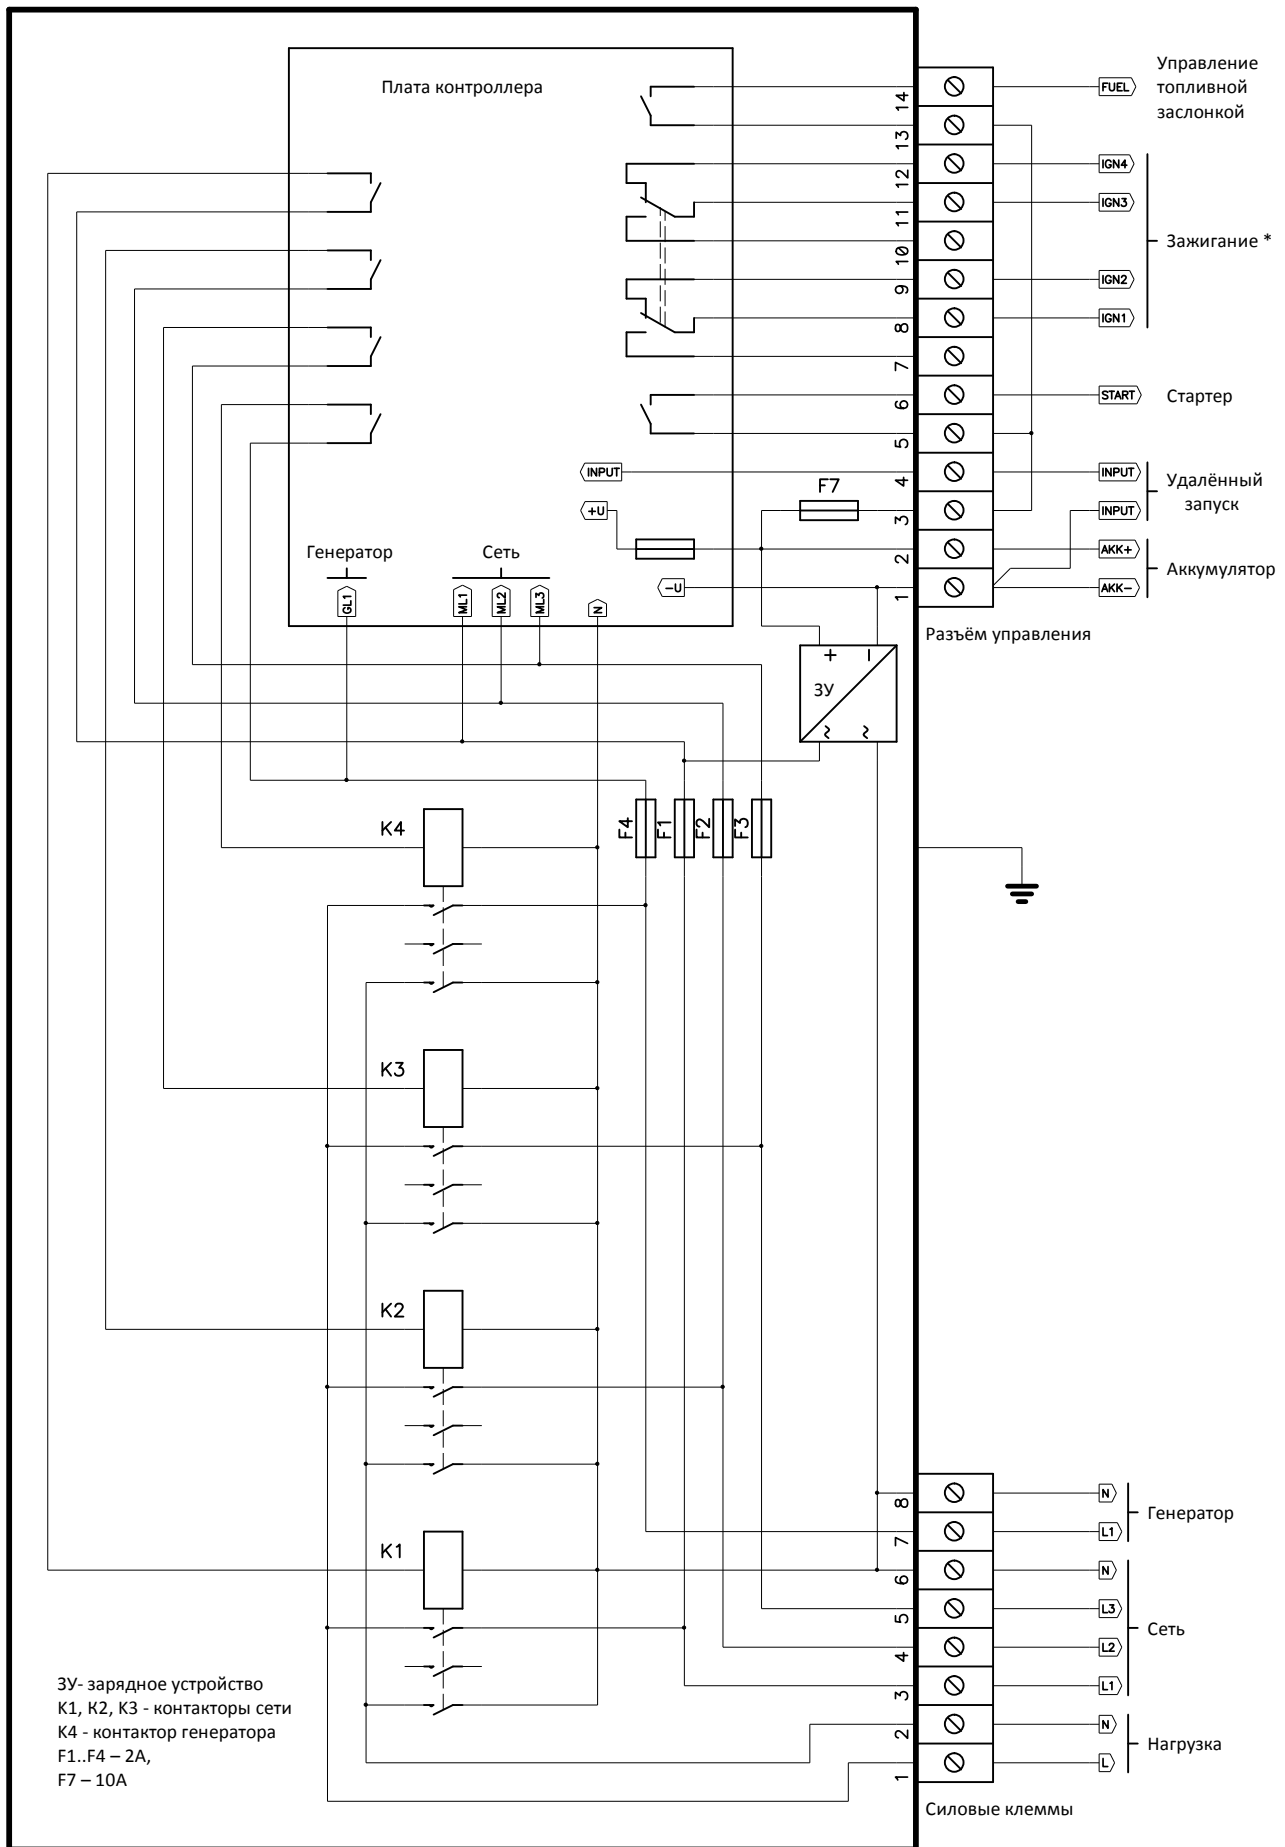 Плата контроллера
Генератор
Сеть
GL1
ML1
ML2
ML3
N
INPUT
+U
-U
F7
ЗУ
+
–
~
~
14
13
12
11
10
9
8
7
6
5
4
3
2
1
FUEL
IGN4
IGN3
IGN2
IGN1
START
INPUT
INPUT
AKK+
AKK-
Управление
топливной
заслонкой
Зажигание *
Стартер
Удалённый
запуск
Аккумулятор
Разъём управления
F4
F1
F2
F3
K4
K3
K2
K1
8
7
6
5
4
3
2
1
N
L1
N
L3
L2
L1
N
L
Генератор
Сеть
Нагрузка
Силовые клеммы
ЗУ- зарядное устройство
K1, K2, K3 - контакторы сети
K4 - контактор генератора
F1..F4 – 2A,
F7 – 10A